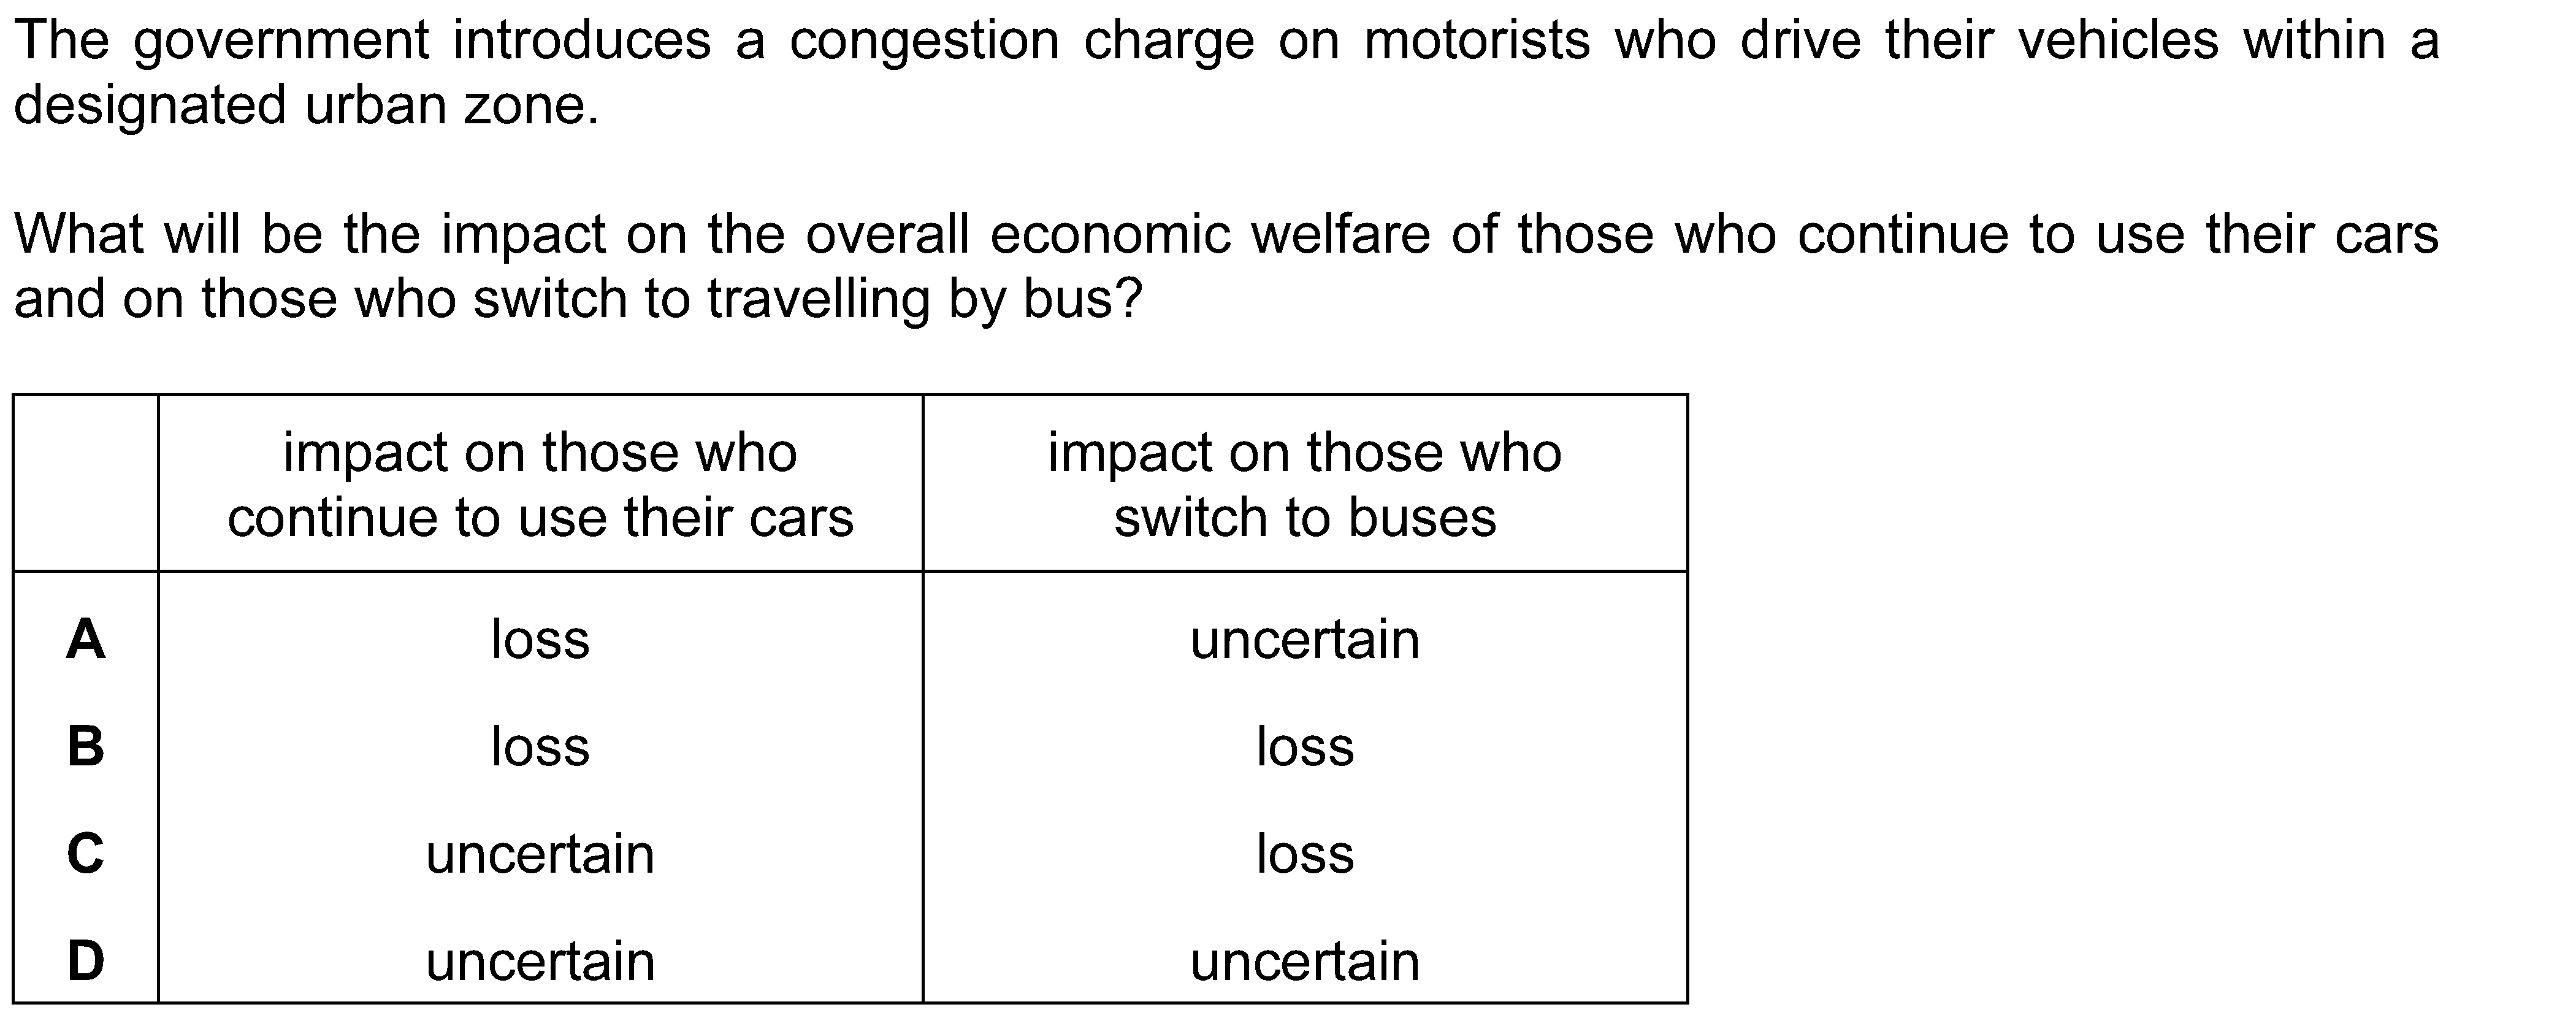 The government introduces a congestion charge on motorists who drive their vehicles within a
designated urban zone.
What will be the impact on the overall economic welfare of those who continue to use their cars
and on those who switch to travelling by bus?
impact on those who
continue to use their cars
impact on those who
switch to buses
A loss uncertain
B loss loss
C uncertain loss
D uncertain uncertain